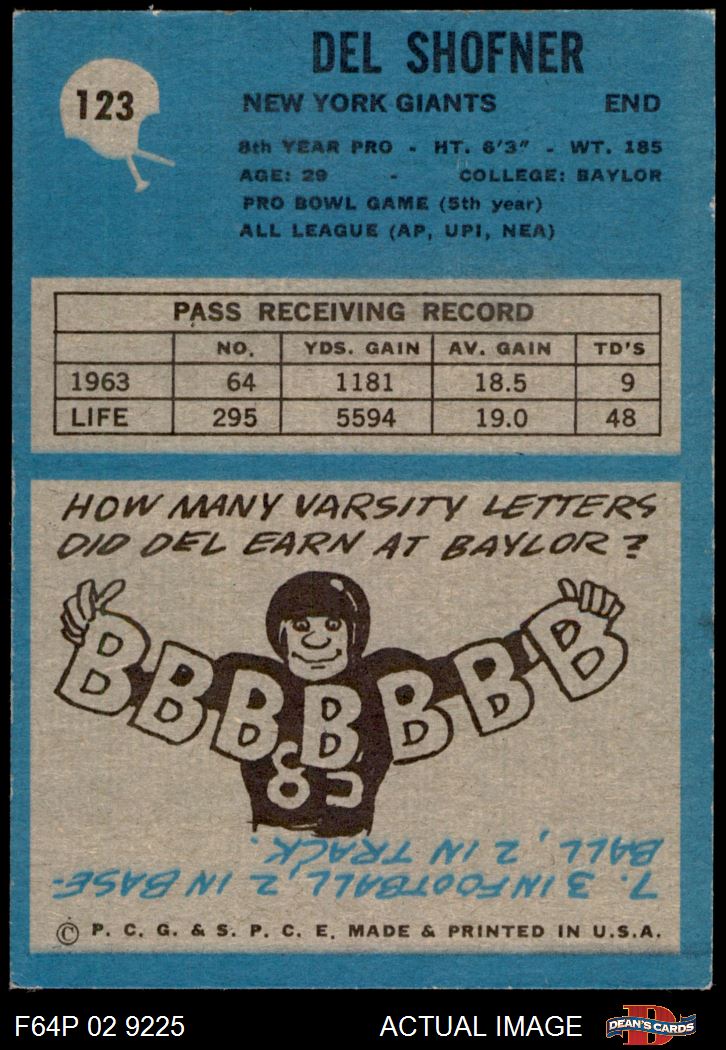 DEL SHOFNER
123
NEW YORK GIANTS END
8th YEAR PRO - HT. 6'3" - WT. 185
AGE: 29 - COLLEGE: BAYLOR
PRO BOWL GAME (5th year)
ALL LEAGUE (AP, UPI, NEA)
PASS RECEIVING RECORD
NO. YDS. GAIN AV. GAIN TD'S
1963 64 1181 18.5 9
LIFE 295 5594 19.0 48
HOW MANY VARSITY LETTERS
DID DEL EARN AT BAYLOR?
B B B B B B B
85
7. 3 IN FOOTBALL, 2 IN BASE-
BALL, 2 IN TRACK.
© P. C. G. & S. P. C. E. MADE & PRINTED IN U.S.A.
F64P 02 9225 ACTUAL IMAGE
D
DEAN'S CARDS